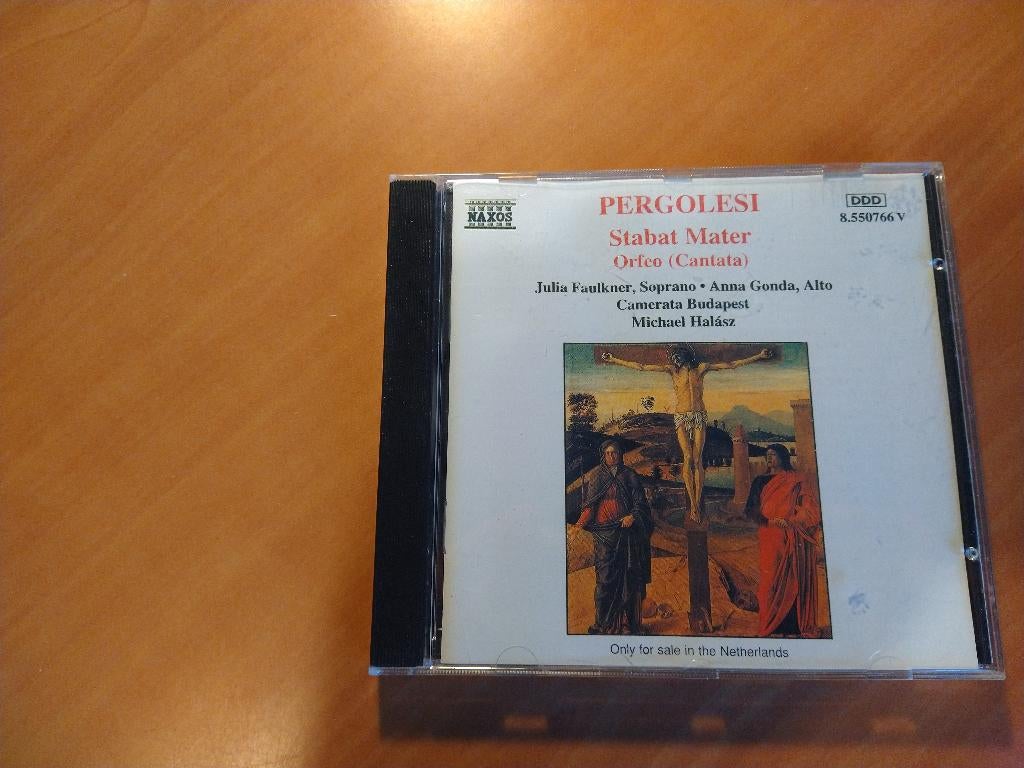 NAXOS
PERGOLESI
DDD
8.550766 V
Stabat Mater
Orfeo (Cantata)
Julia Faulkner, Soprano • Anna Gonda, Alto
Camerata Budapest
Michael Halász
Only for sale in the Netherlands